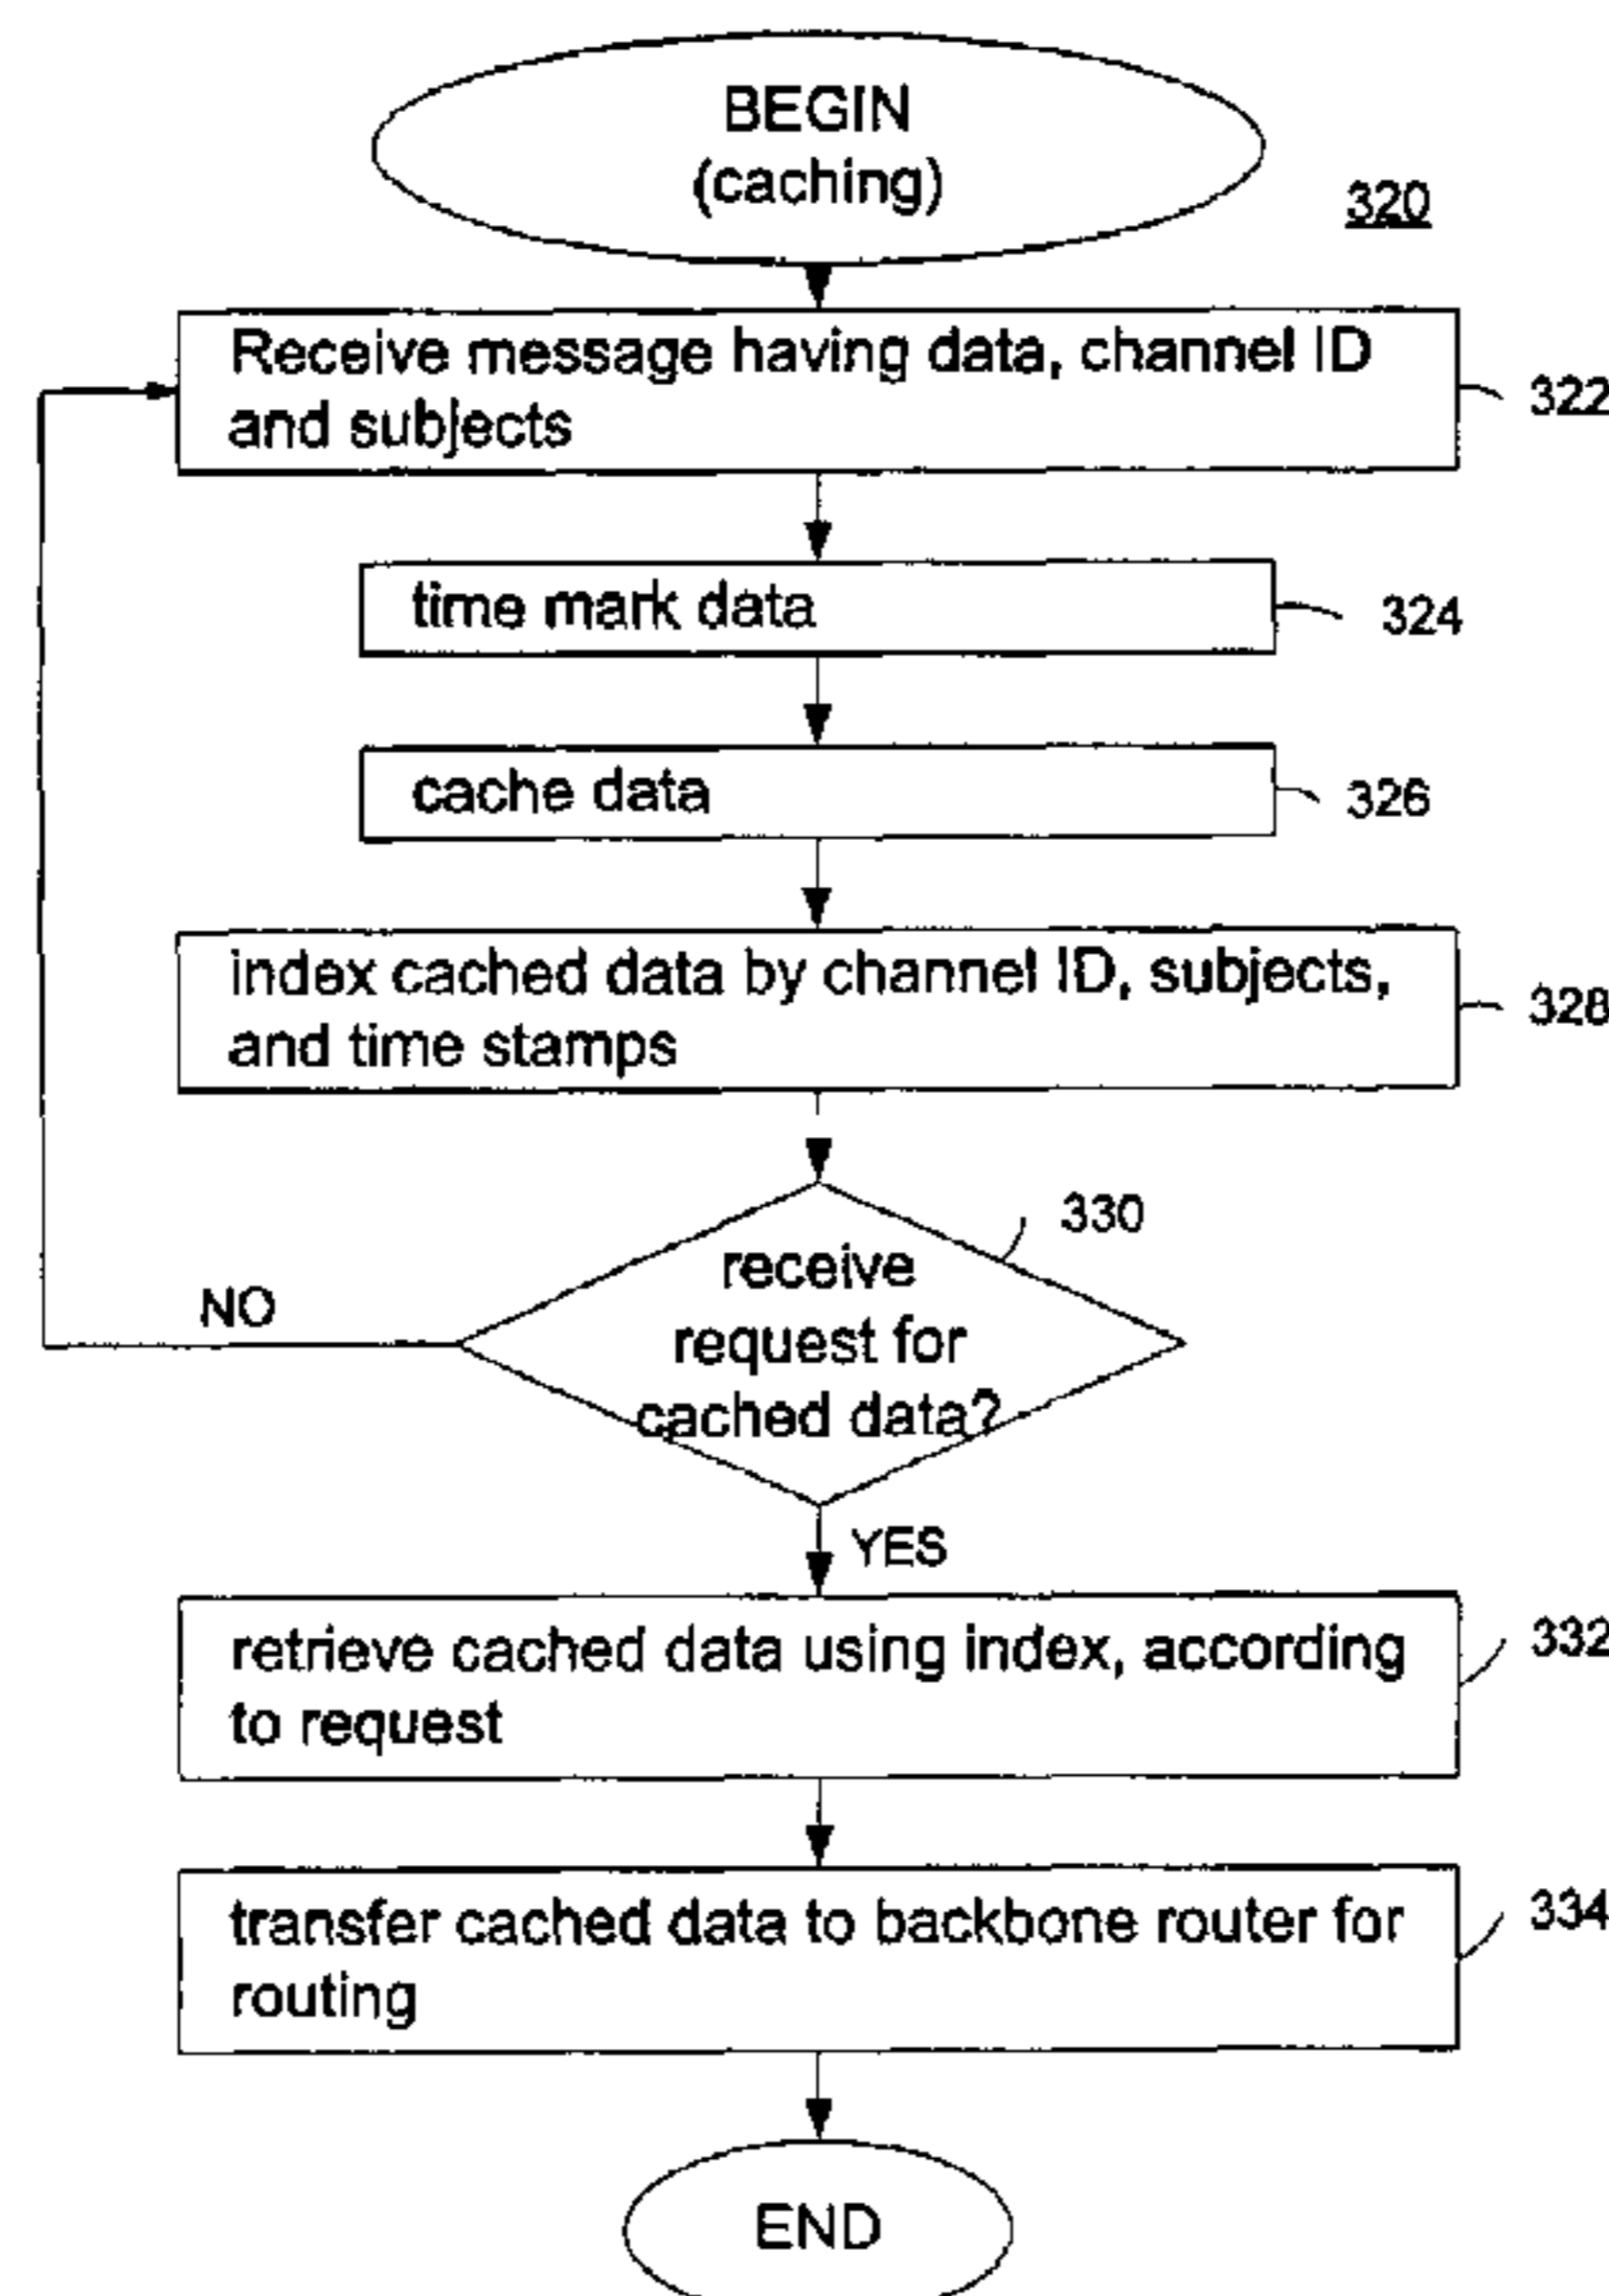 BEGIN
(caching)
320
Receive message having data, channel ID
and subjects
322
time mark data
324
cache data
326
index cached data by channel ID, subjects,
and time stamps
328
330
receive
request for
cached data?
NO
YES
retrieve cached data using index, according
to request
332
transfer cached data to backbone router for
routing
334
END